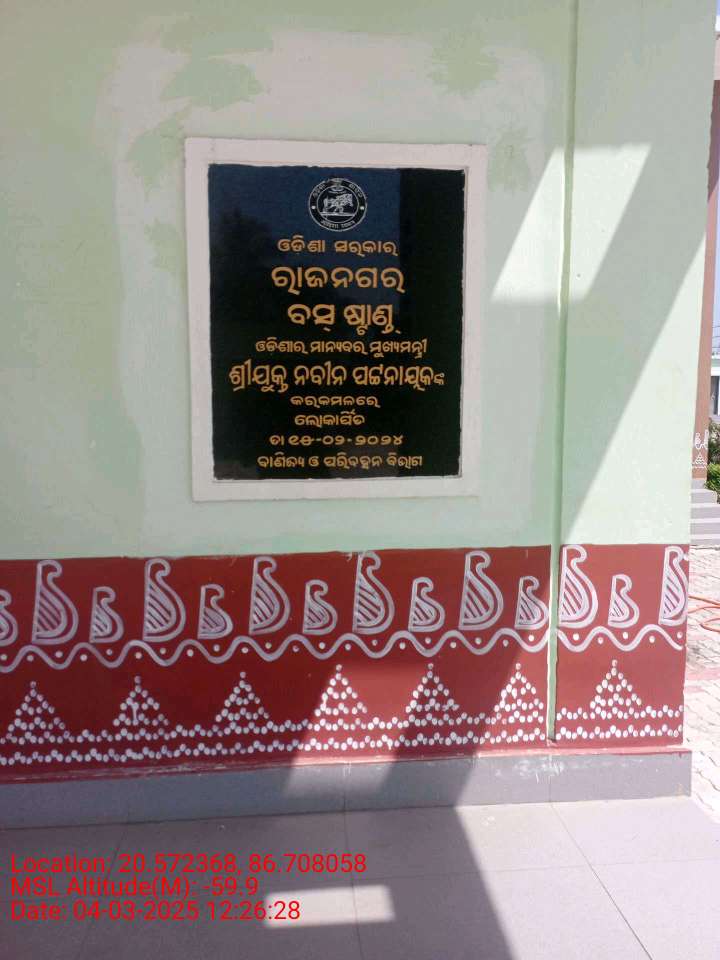 ଓଡ଼ିଶା ସରକାର
ରାଜନଗର
ବସ୍ ଷ୍ଟାଣ୍ଡ
ଓଡ଼ିଶାର ମାନ୍ୟବର ମୁଖ୍ୟମନ୍ତ୍ରୀ
ଶ୍ରୀଯୁକ୍ତ ନବୀନ ପଟ୍ଟନାୟକଙ୍କ
କରକମଳରେ
ଲୋକାର୍ପିତ
ତା ୧୫-୦୨-୨୦୨୪
ବାଣିଜ୍ୟ ଓ ପରିବହନ ବିଭାଗ
Location: 20.572368, 86.708058
MSL Altitude(M): -59.9
Date: 04-03-2025 12:26:28